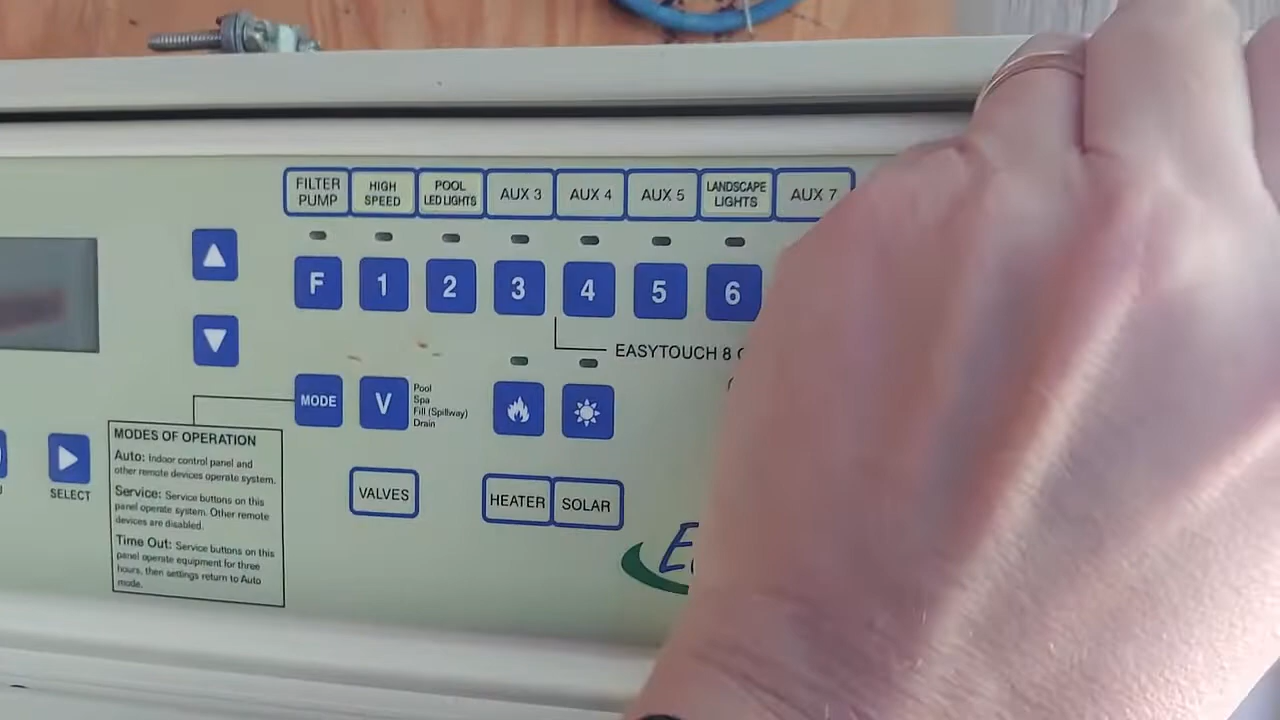 FILTER
PUMP
HIGH
SPEED
POOL
LED LIGHTS
AUX 3
AUX 4
AUX 5
LANDSCAPE
LIGHTS
AUX 7
F
1
2
3
4
5
6
EASYTOUCH 8
MODE
V
Pool
Spa
Fill (Spillway)
Drain
SELECT
MODES OF OPERATION
Auto: Indoor control panel and
other remote devices operate system.
Service: Service buttons on this
panel operate system. Other remote
devices are disabled.
Time Out: Service buttons on this
panel operate equipment for three
hours, then settings return to Auto
mode.
VALVES
HEATER
SOLAR
E